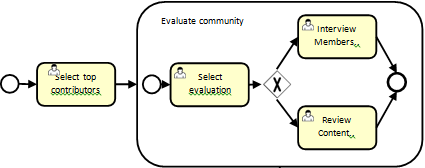 Evaluate community
Select top
contributors
Select
evaluation
Interview
Members
Review
Content